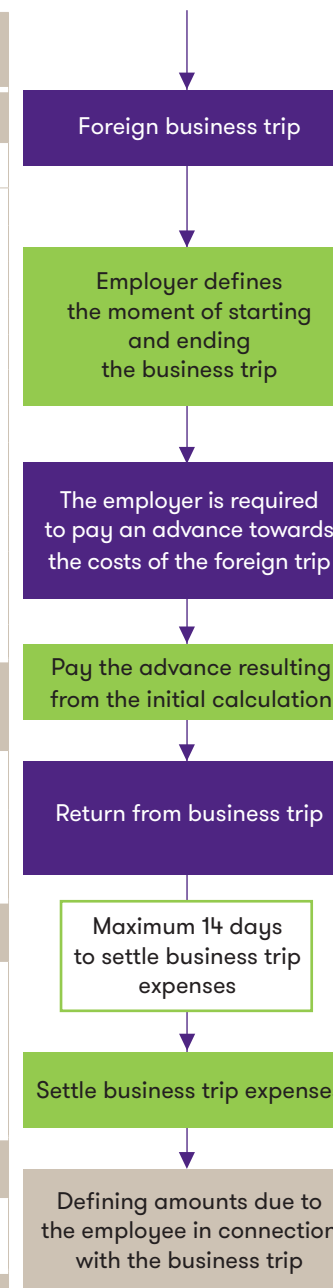 Foreign business trip
Employer defines
the moment of starting
and ending
the business trip
The employer is required
to pay an advance towards
the costs of the foreign trip
Pay the advance resulting
from the initial calculation
Return from business trip
Maximum 14 days
to settle business trip
expenses
Settle business trip expense
Defining amounts due to
the employee in connection
with the business trip